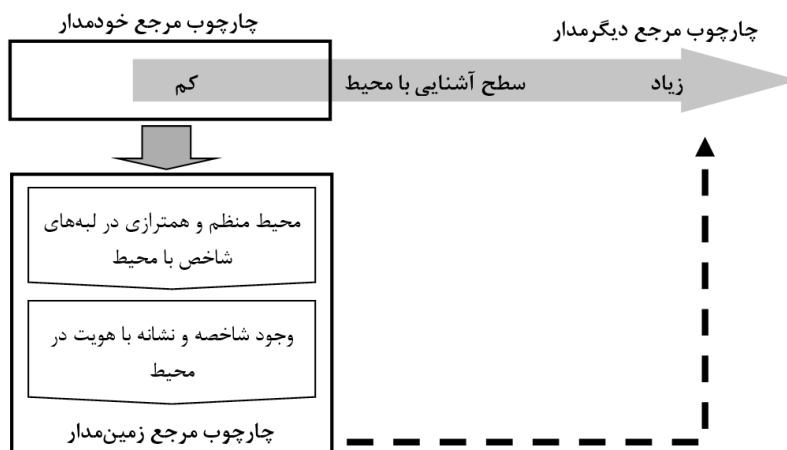 چارچوب مرجع خودمدار
چارچوب مرجع دیگرمدار
کم
سطح آشنایی با محیط
زیاد
محیط منظم و همترازی در لبه‌های
شاخص با محیط
وجود شاخصه و نشانه با هویت در
محیط
چارچوب مرجع زمین‌مدار